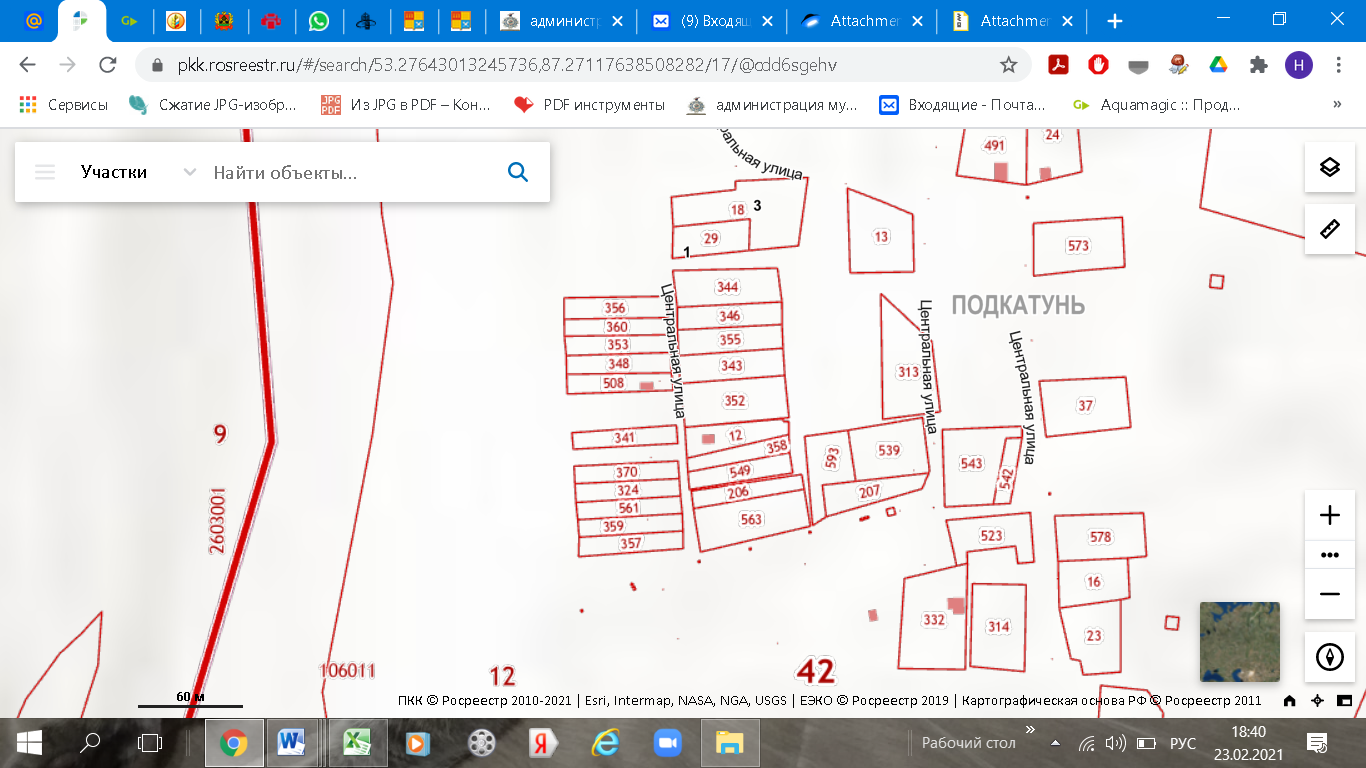 администр
(9) Входящ
Attachmen
Attachmen
pkk.rosreestr.ru/#/search/53.27643013245736,87.27117638508282/17/@cdd6sgehv
Н
Сервисы
Сжатие JPG-изобр...
Из JPG в PDF – Кон...
PDF инструменты
администрация му...
Входящие - Почта...
Aquamagic :: Прод...
»
Участки
Найти объекты...
ральная улица
491
24
18
3
29
1
13
573
344
356
346
360
355
353
343
348
508
352
Центральная улица
ПОДКАТУНЬ
313
Центральная улица
Центральная улица
37
9
341
12
358
549
370
324
206
561
563
359
357
593
539
207
543
542
2603001
523
578
16
332
314
23
106011
12
42
60 м
ПКК © Росреестр 2010-2021 | Esri, Intermap, NASA, NGA, USGS | ЕЭКО © Росреестр 2019 | Картографическая основа РФ © Росреестр 2011
Рабочий стол
»
РУС
18:40
23.02.2021